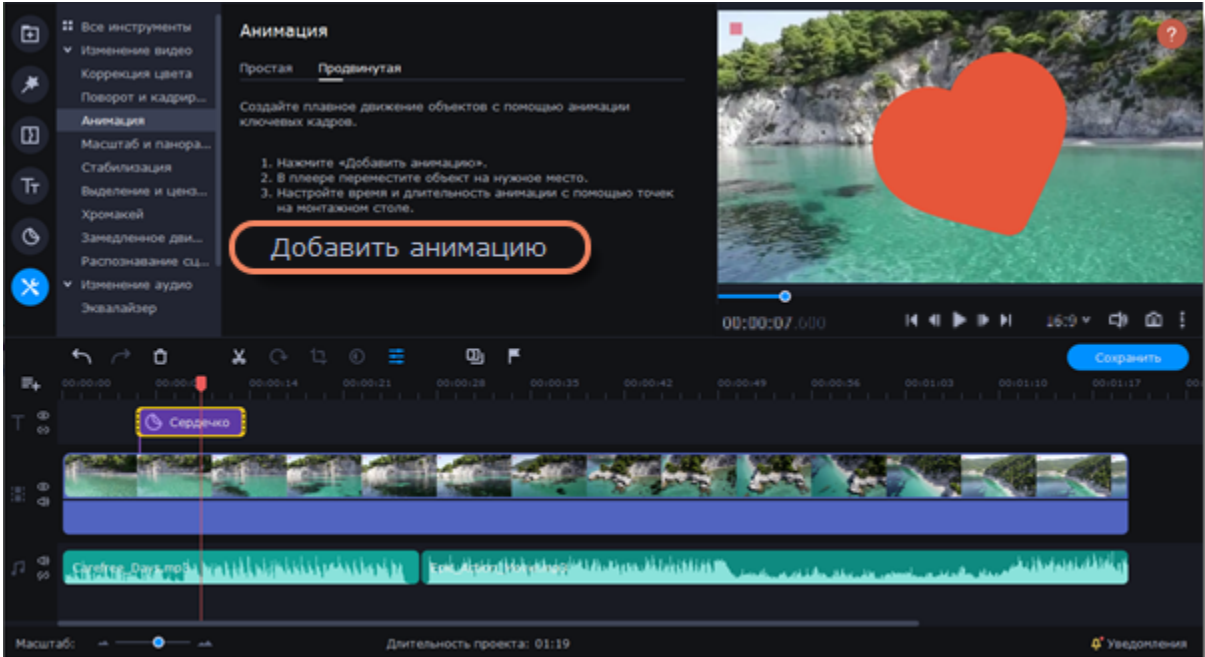 Все инструменты
Изменение видео
Коррекция цвета
Поворот и кадрир...
Анимация
Масштаб и панора...
Стабилизация
Выделение и ценз...
Хромакей
Замедленное дви...
Распознавание сц...
Изменение аудио
Эквалайзер
Анимация
Простая Продвинутая
Создайте плавное движение объектов с помощью анимации
ключевых кадров.
1. Нажмите «Добавить анимацию».
2. В плеере переместите объект на нужное место.
3. Настройте время и длительность анимации с помощью точек
на монтажном столе.
Добавить анимацию
?
00:00:07.600
16:9
Сохранить
00:00:00 00:00:14 00:00:21 00:00:28 00:00:35 00:00:42 00:00:49 00:00:56 00:01:03 00:01:10 00:01:17
Сердечко
Carefree_Days.mp3
Масштаб:
Длительность проекта: 01:19
Уведомления